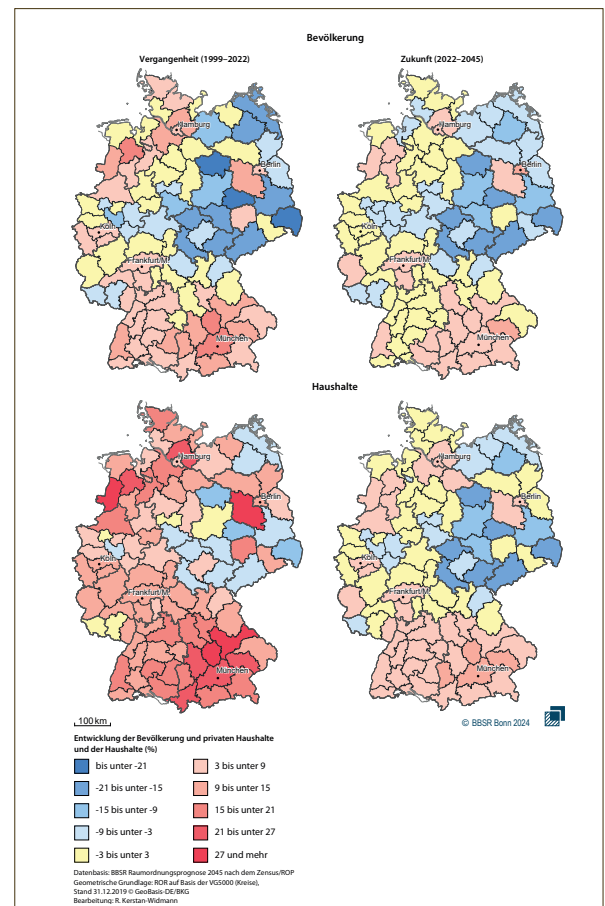 Bevölkerung
Vergangenheit (1999–2022)
Zukunft (2022–2045)
Hamburg
Berlin
Köln
Frankfurt/M.
München
Hamburg
Berlin
Köln
Frankfurt/M.
München
Haushalte
Hamburg
Berlin
Köln
Frankfurt/M.
München
Hamburg
Berlin
Köln
Frankfurt/M.
München
100 km
© BBSR Bonn 2024
Entwicklung der Bevölkerung und privaten Haushalte
und der Haushalte (%)
bis unter -21
-21 bis unter -15
-15 bis unter -9
-9 bis unter -3
-3 bis unter 3
3 bis unter 9
9 bis unter 15
15 bis unter 21
21 bis unter 27
27 und mehr
Datenbasis: BBSR Raumordnungsprognose 2045 nach dem Zensus/ROP
Geometrische Grundlage: ROR auf Basis der VG5000 (Kreise),
Stand 31.12.2019 © GeoBasis-DE/BKG
Bearbeitung: R. Kerstan-Widmann